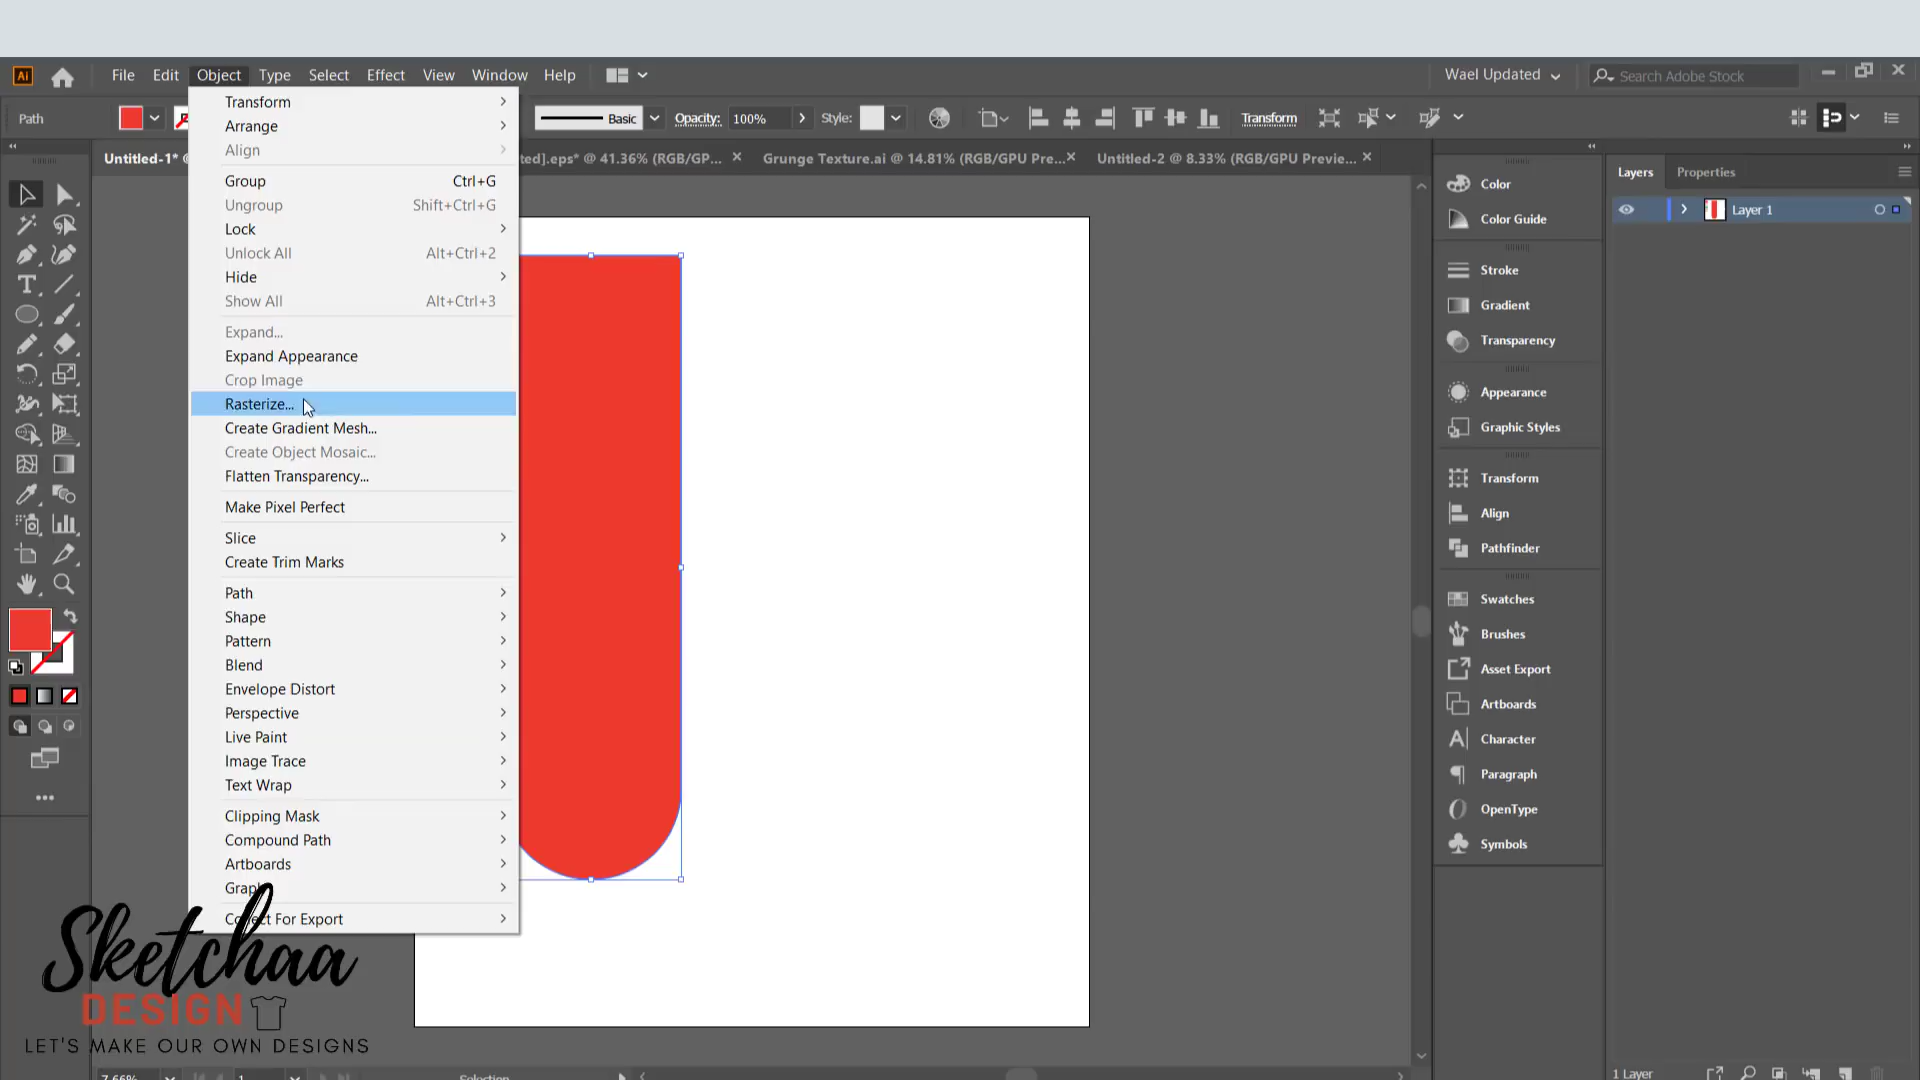 Ai
File Edit Object Type Select Effect View Window Help
Wael Updated
Search Adobe Stock
Path
Basic
Opacity: 100%
Style:
Transform
Untitled-1* @
ted].eps* @ 41.36% (RGB/GP...
Grunge Texture.ai @ 14.81% (RGB/GPU Pre...
Untitled-2 @ 8.33% (RGB/GPU Previe...
Transform
Arrange
Align
Group Ctrl+G
Ungroup Shift+Ctrl+G
Lock
Unlock All Alt+Ctrl+2
Hide
Show All Alt+Ctrl+3
Expand...
Expand Appearance
Crop Image
Rasterize...
Create Gradient Mesh...
Create Object Mosaic...
Flatten Transparency...
Make Pixel Perfect
Slice
Create Trim Marks
Path
Shape
Pattern
Blend
Envelope Distort
Perspective
Live Paint
Image Trace
Text Wrap
Clipping Mask
Compound Path
Artboards
Collect For Export
Color
Color Guide
Stroke
Gradient
Transparency
Appearance
Graphic Styles
Transform
Align
Pathfinder
Swatches
Brushes
Asset Export
Artboards
Character
Paragraph
OpenType
Symbols
Layers Properties
Layer 1
1 Layer
Sketchaa
DESIGN
LET'S MAKE OUR OWN DESIGNS
7.66%
1
Selection